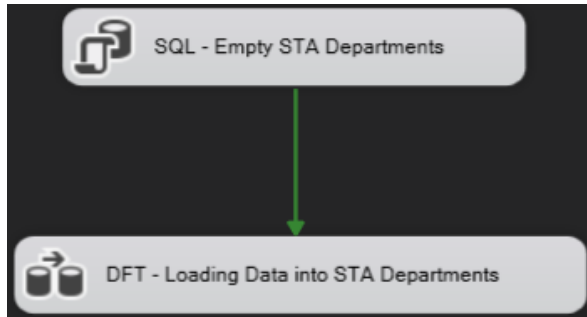 SQL - Empty STA Departments
DFT - Loading Data into STA Departments